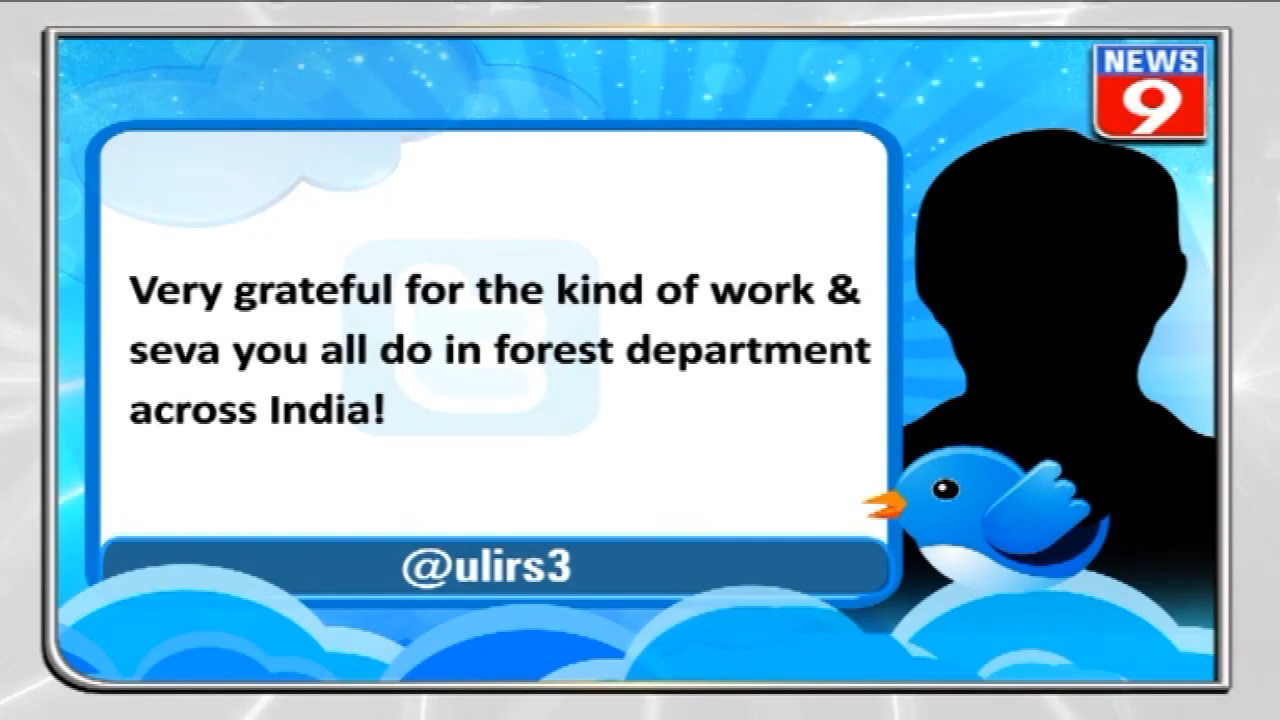 NEWS
9
Very grateful for the kind of work &
seva you all do in forest department
across India!
@ulirs3